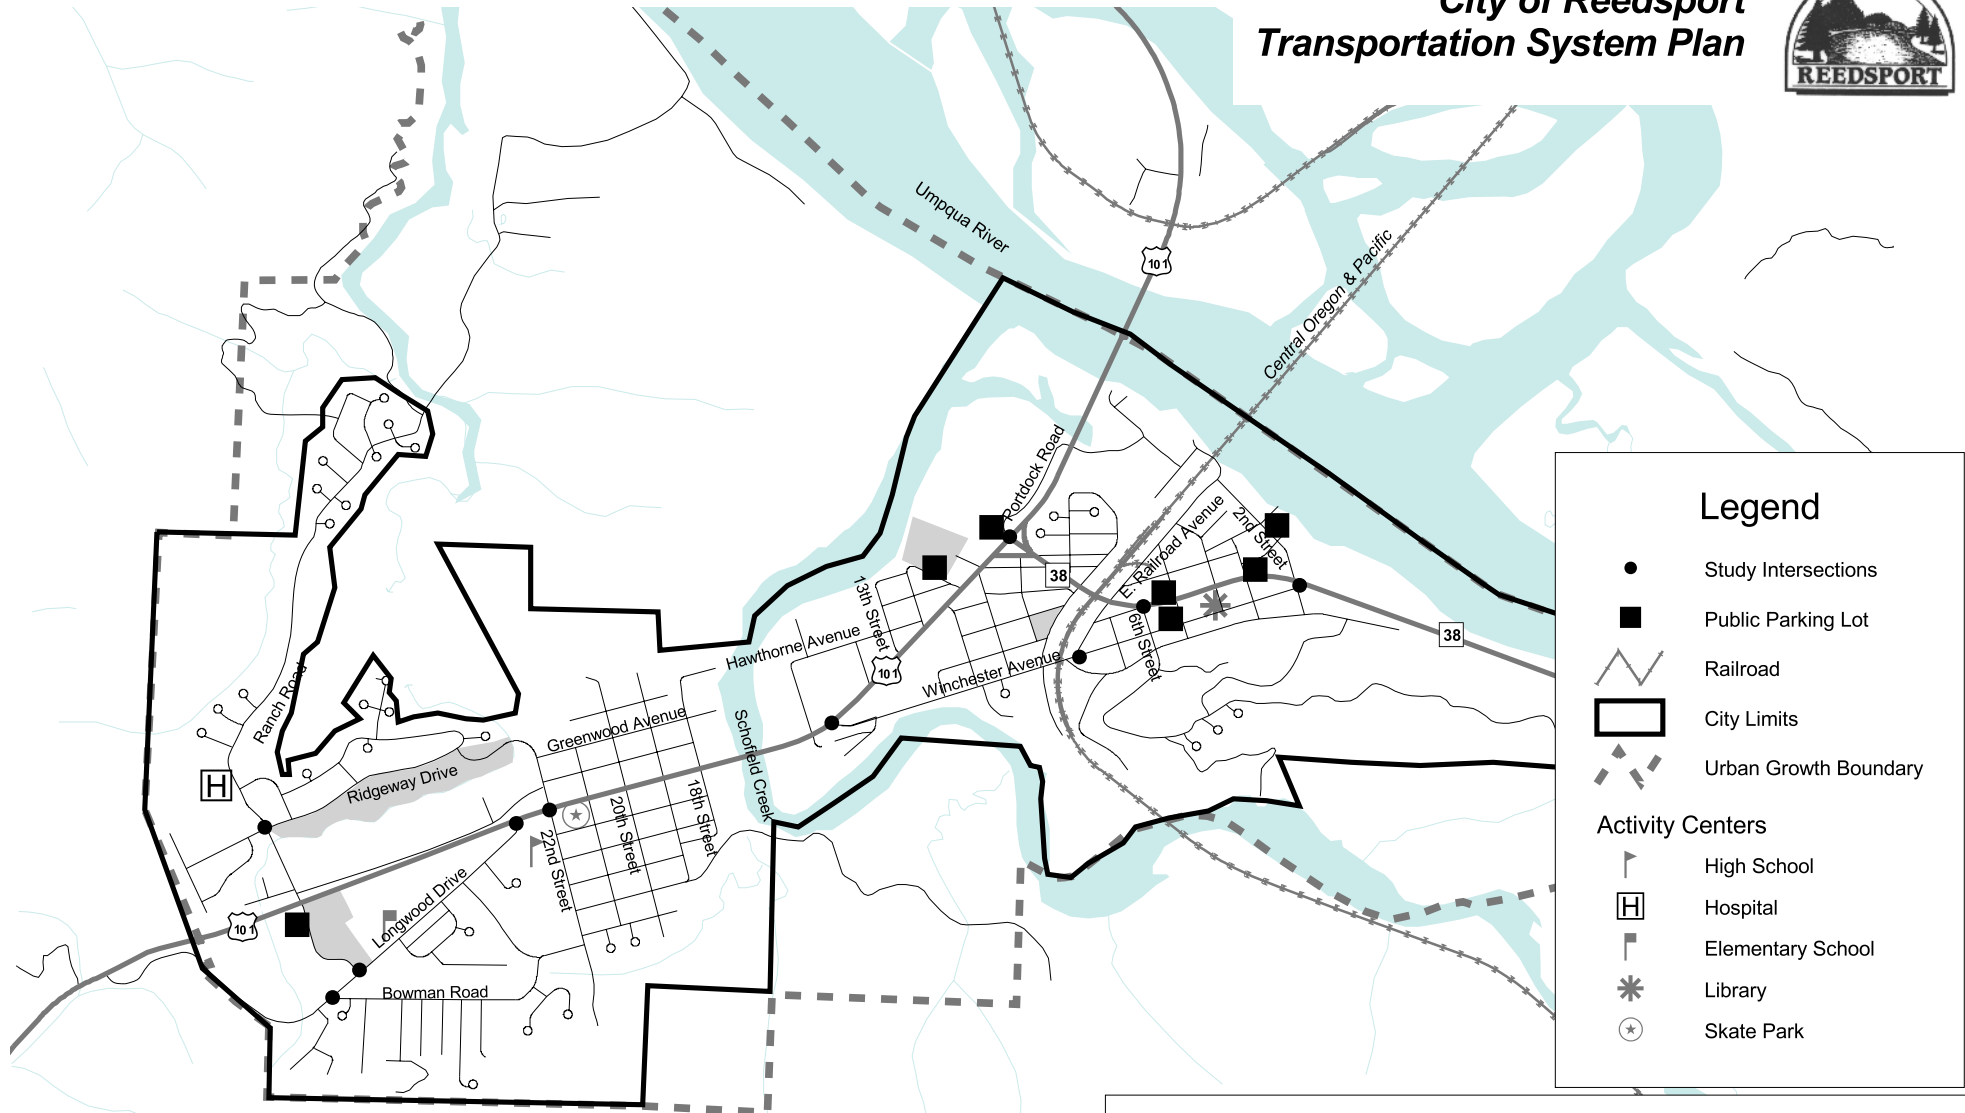 City of Reedsport
Transportation System Plan
REEDSPORT
Umpqua River
101
Central Oregon & Pacific
Portdock Road
E. Railroad Avenue
2nd Street
38
13th Street
Hawthorne Avenue
101
Winchester Avenue
6th Street
38
Ranch Road
Greenwood Avenue
Schofield Creek
H
Ridgeway Drive
20th Street
18th Street
22nd Street
Longwood Drive
101
Bowman Road
Legend
Study Intersections
Public Parking Lot
Railroad
City Limits
Urban Growth Boundary
Activity Centers
High School
H
Hospital
Elementary School
Library
Skate Park